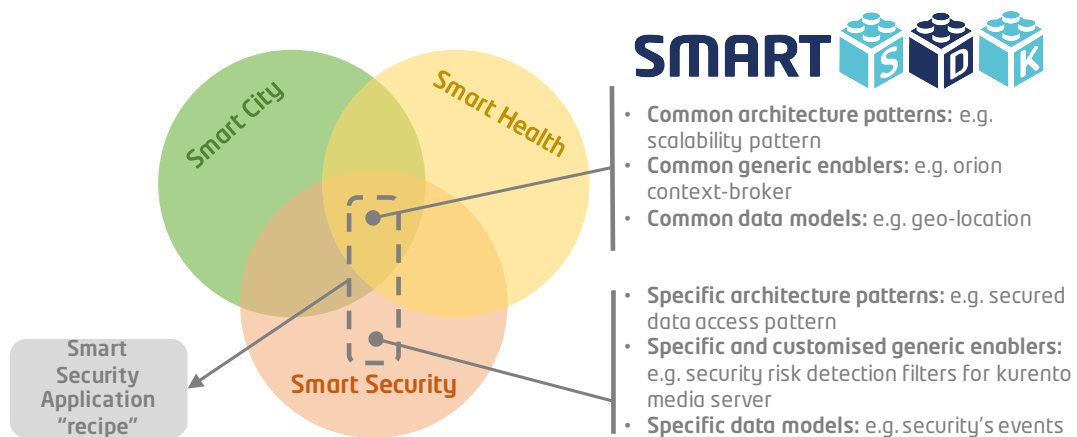 SMART SDK
Smart City
Smart Health
• Common architecture patterns: e.g.
scalability pattern
• Common generic enablers: e.g. orion
context-broker
• Common data models: e.g. geo-location
• Specific architecture patterns: e.g. secured
data access pattern
• Specific and customised generic enablers:
e.g. security risk detection filters for kurento
media server
• Specific data models: e.g. security's events
Smart Security
Smart
Security
Application
“recipe”